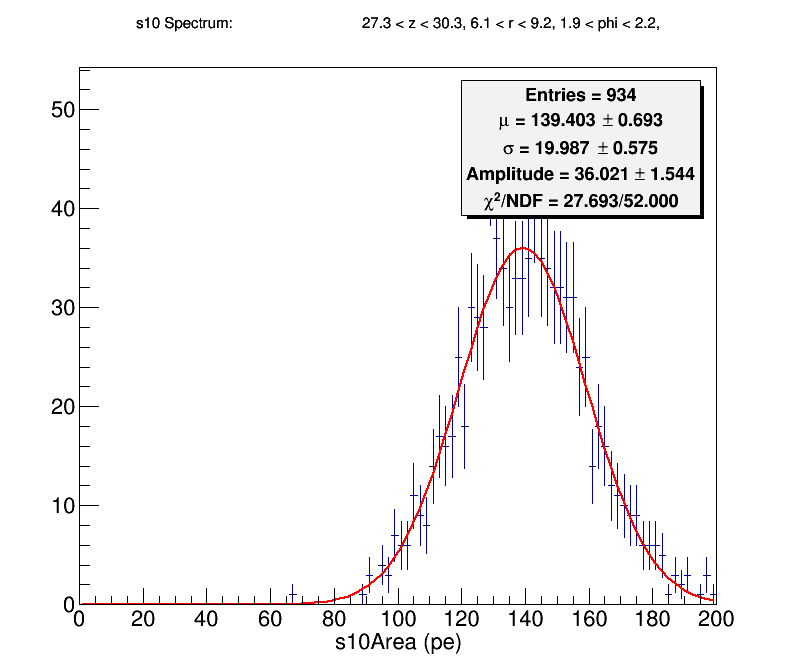 s10 Spectrum: 27.3 < z < 30.3, 6.1 < r < 9.2, 1.9 < phi < 2.2,
Entries = 934
μ = 139.403 ± 0.693
σ = 19.987 ± 0.575
Amplitude = 36.021 ± 1.544
χ²/NDF = 27.693/52.000
50
40
30
20
10
0
0 20 40 60 80 100 120 140 160 180 200
s10Area (pe)